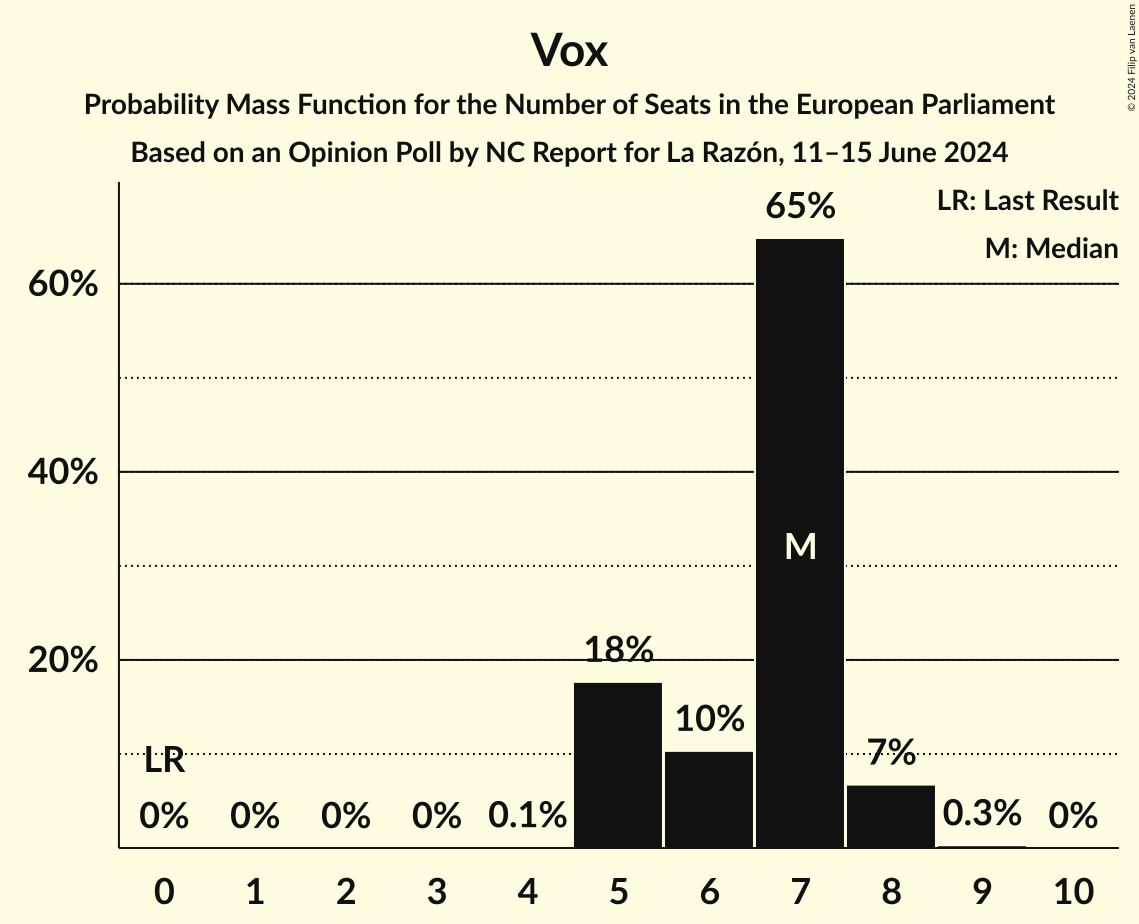 Vox
Probability Mass Function for the Number of Seats in the European Parliament
Based on an Opinion Poll by NC Report for La Razón, 11–15 June 2024
© 2024 Filip van Laenen
LR: Last Result
M: Median
65%
60%
40%
20%
M
18%
10%
7%
LR
0%
0%
0%
0%
0.1%
0.3%
0%
0 1 2 3 4 5 6 7 8 9 10